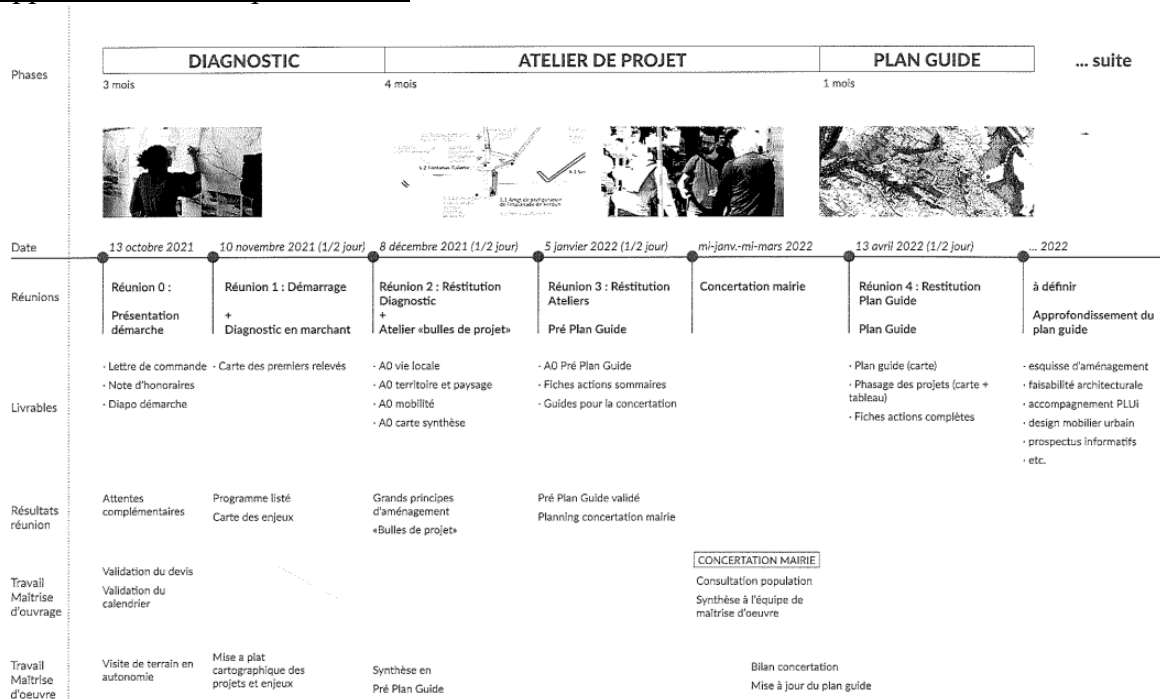 DIAGNOSTIC ATELIER DE PROJET PLAN GUIDE ... suite
Phases
3 mois 4 mois 1 mois
Date 13 octobre 2021 10 novembre 2021 (1/2 jour) 8 décembre 2021 (1/2 jour) 5 janvier 2022 (1/2 jour) mi-janv.-mi-mars 2022 13 avril 2022 (1/2 jour) ... 2022
Réunions
Réunion 0 :
Présentation
démarche
Réunion 1 : Démarrage
+
Diagnostic en marchant
Réunion 2 : Réstitution
Diagnostic
+
Atelier «bulles de projet»
Réunion 3 : Réstitution
Ateliers
Pré Plan Guide
Concertation mairie
Réunion 4 : Restitution
Plan Guide
Plan Guide
à définir
Approfondissement du
plan guide
Livrables
· Lettre de commande
· Note d'honoraires
· Diapo démarche
· Carte des premiers relevés
· A0 vie locale
· A0 territoire et paysage
· A0 mobilité
· A0 carte synthèse
· A0 Pré Plan Guide
· Fiches actions sommaires
· Guides pour la concertation
· Plan guide (carte)
· Phasage des projets (carte +
tableau)
· Fiches actions complètes
· esquisse d'aménagement
· faisabilité architecturale
· accompagnement PLUi
· design mobilier urbain
· prospectus informatifs
· etc.
Résultats
réunion
Attentes
complémentaires
Programme listé
Carte des enjeux
Grands principes
d'aménagement
«Bulles de projet»
Pré Plan Guide validé
Planning concertation mairie
Travail
Maîtrise
d'ouvrage
Validation du devis
Validation du
calendrier
CONCERTATION MAIRIE
Consultation population
Synthèse à l'équipe de
maîtrise d'oeuvre
Travail
Maîtrise
d'oeuvre
Visite de terrain en
autonomie
Mise a plat
cartographique des
projets et enjeux
Synthèse en
Pré Plan Guide
Bilan concertation
Mise à jour du plan guide